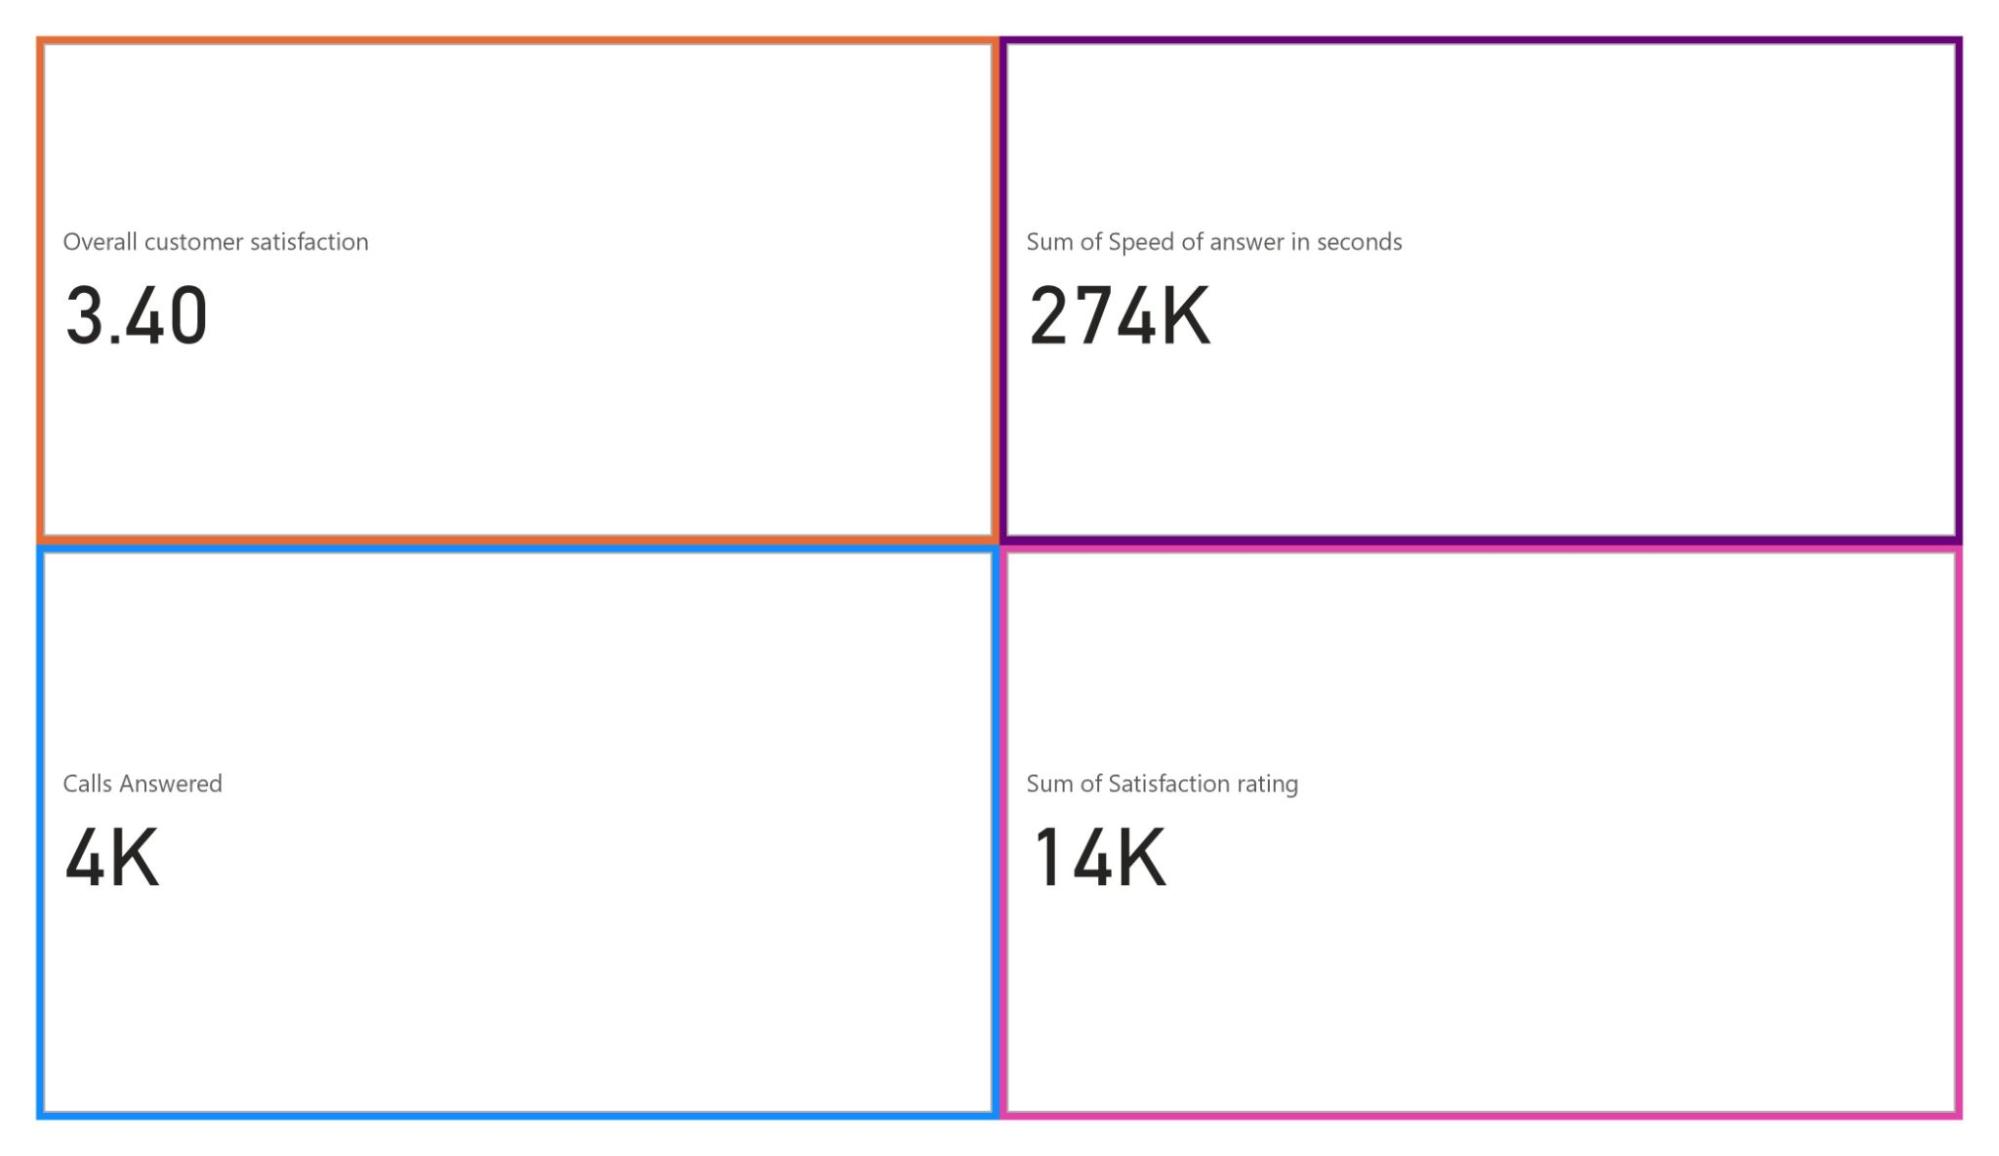 Overall customer satisfaction
3.40
Sum of Speed of answer in seconds
274K
Calls Answered
4K
Sum of Satisfaction rating
14K